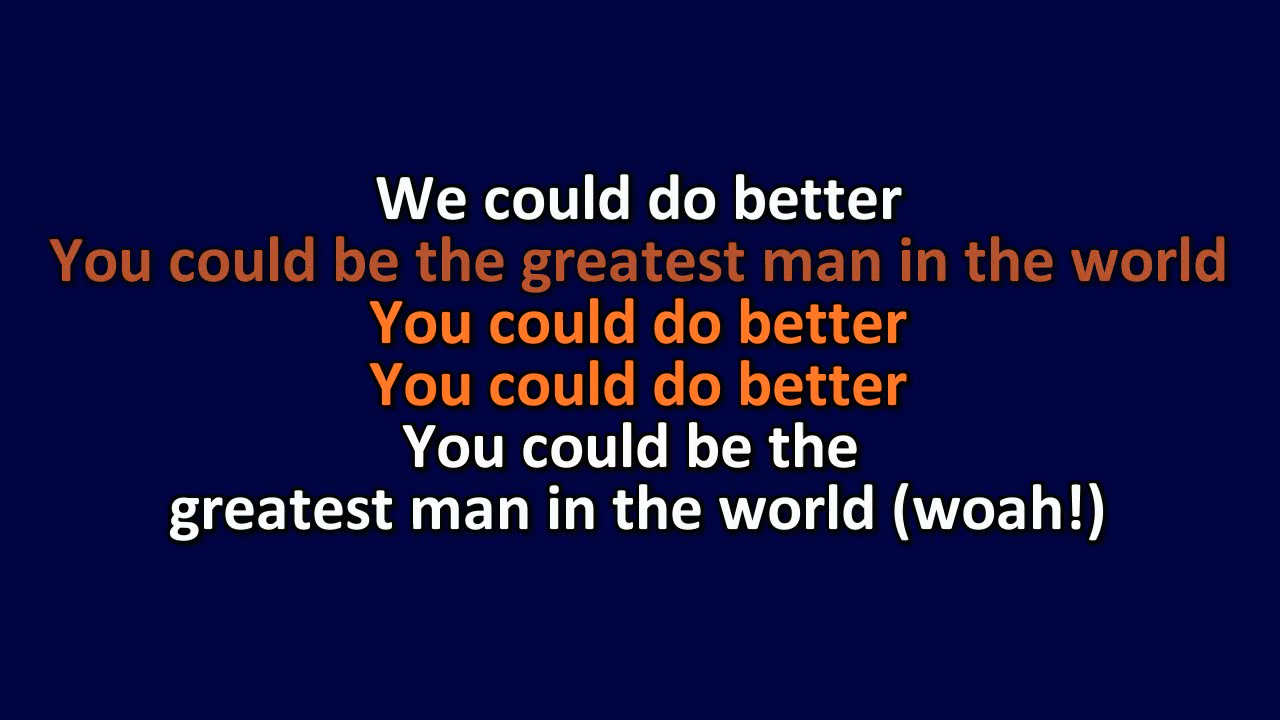 We could do better
You could be the greatest man in the world
You could do better
You could do better
You could be the
greatest man in the world (woah!)